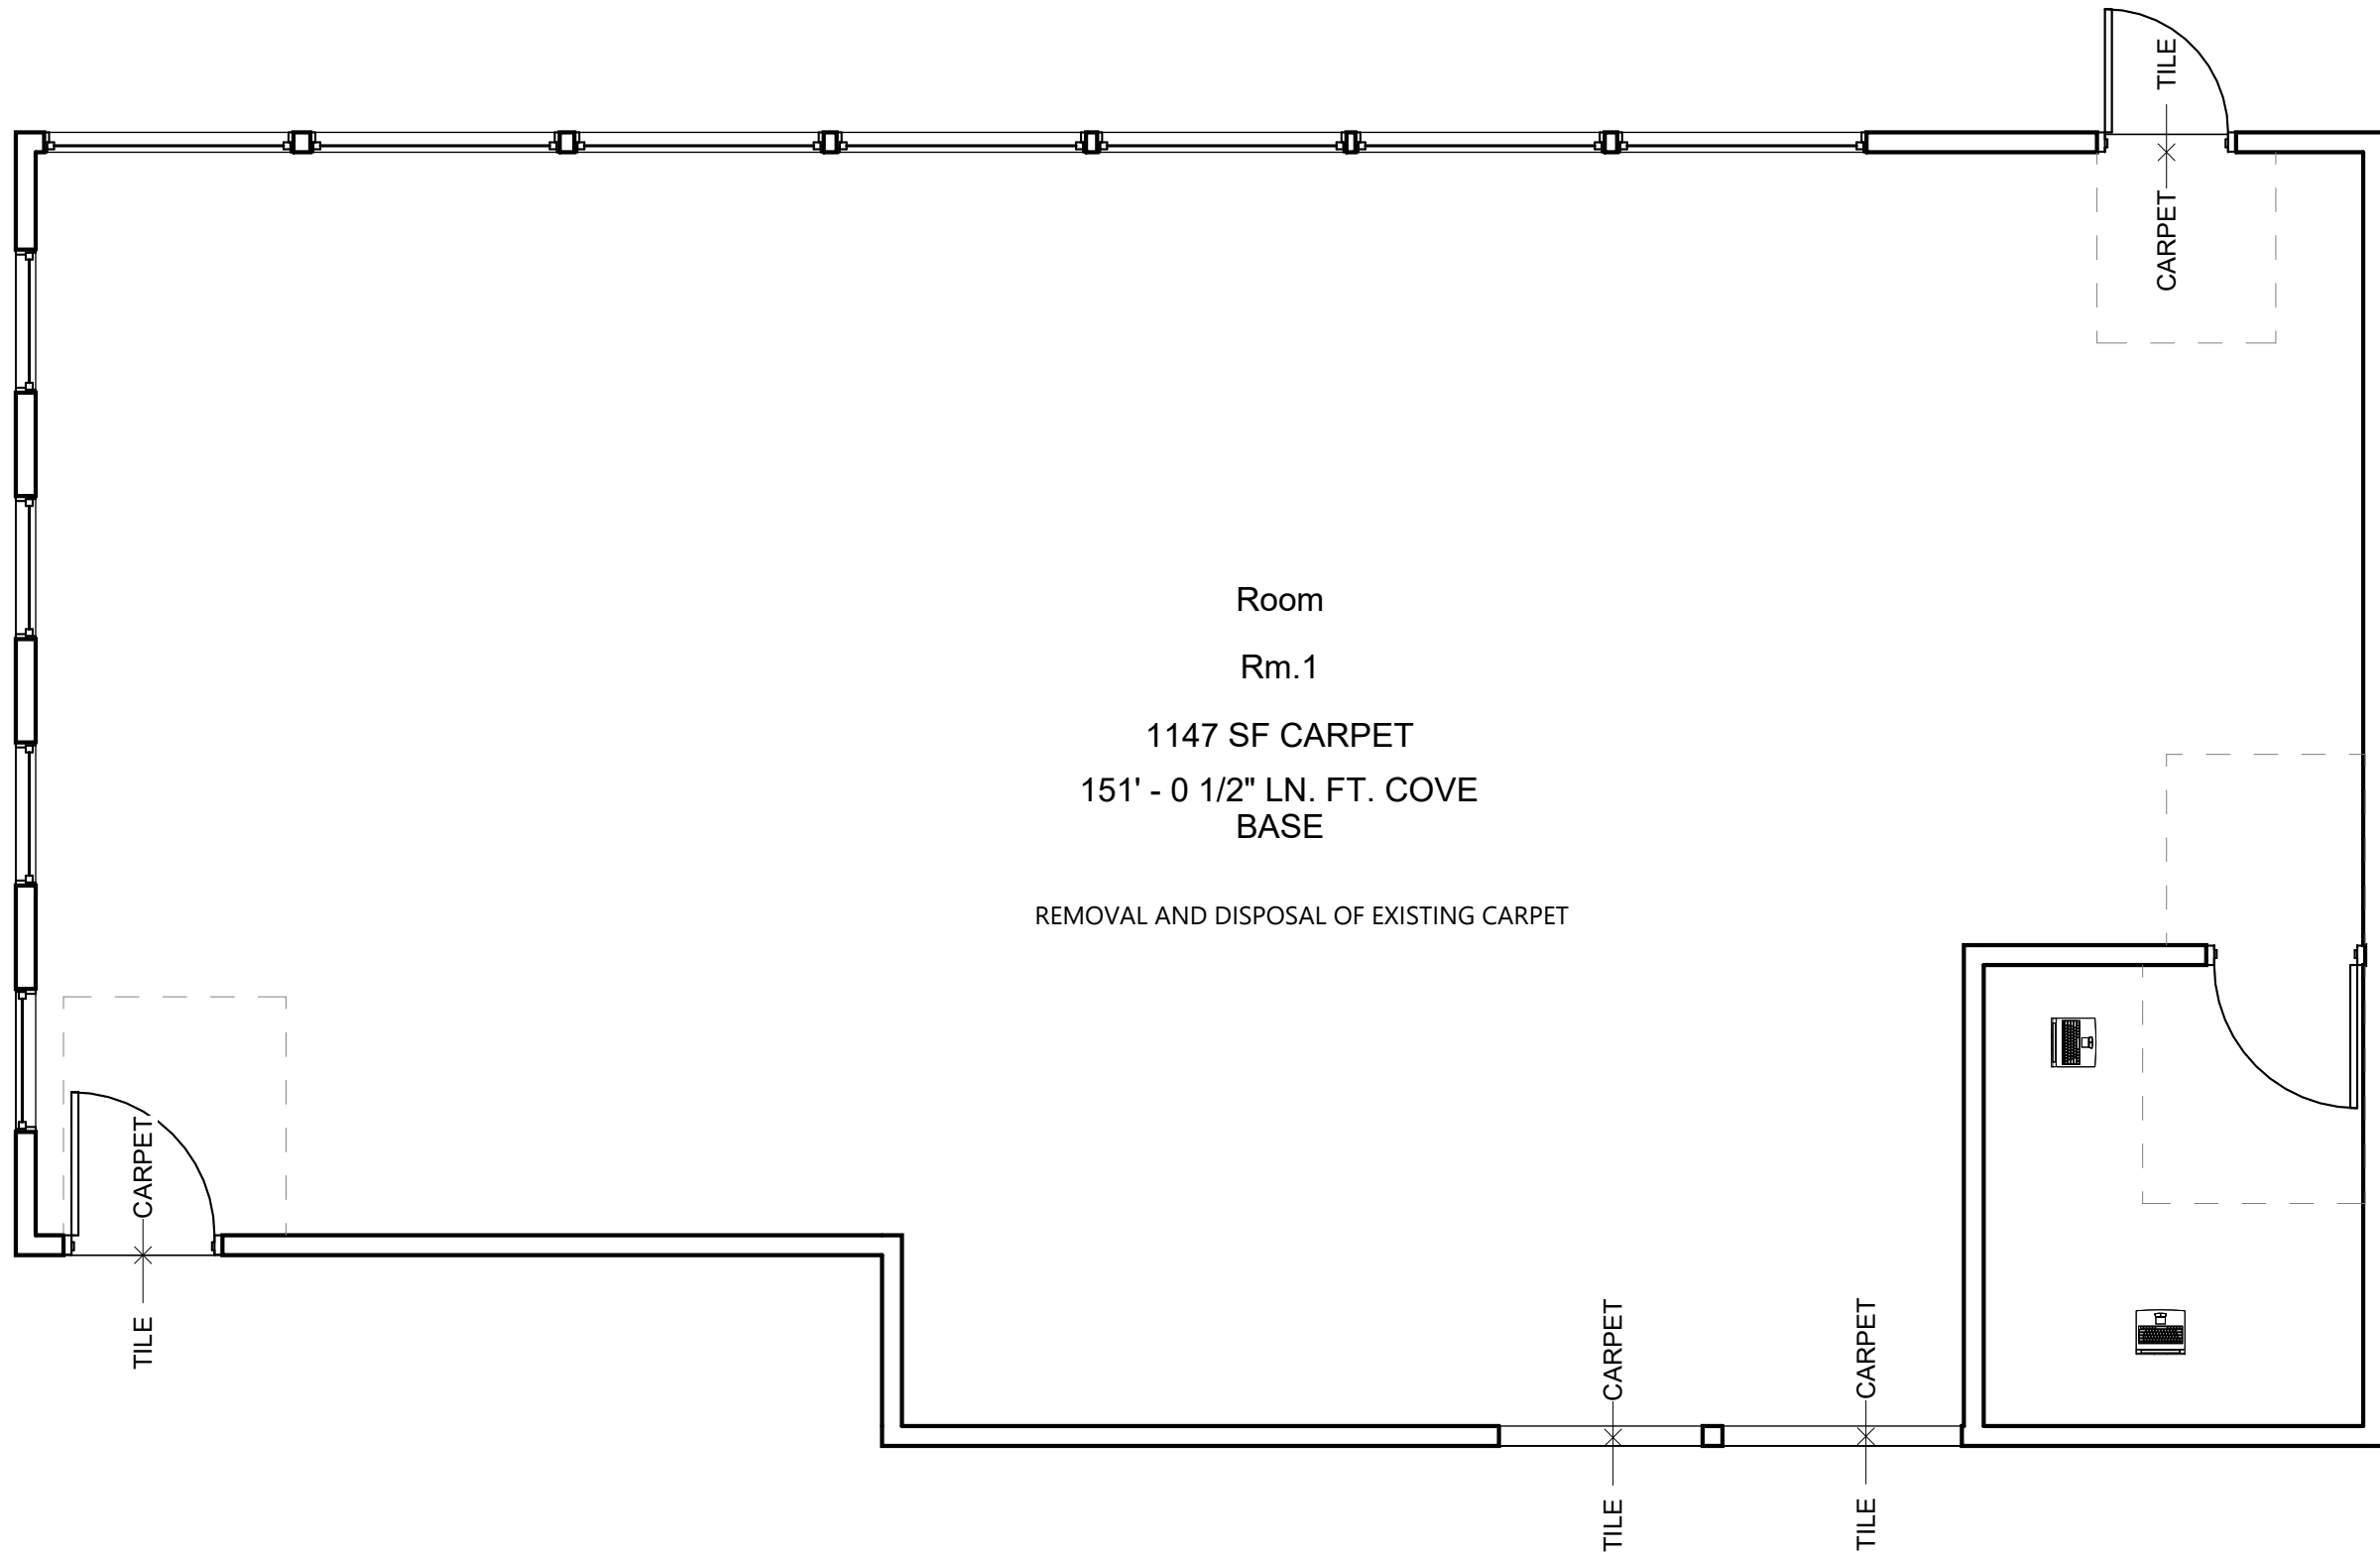 TILE
CARPET
Room
Rm.1
1147 SF CARPET
151' - 0 1/2" LN. FT. COVE
BASE
REMOVAL AND DISPOSAL OF EXISTING CARPET
CARPET
TILE
CARPET
TILE
CARPET
TILE